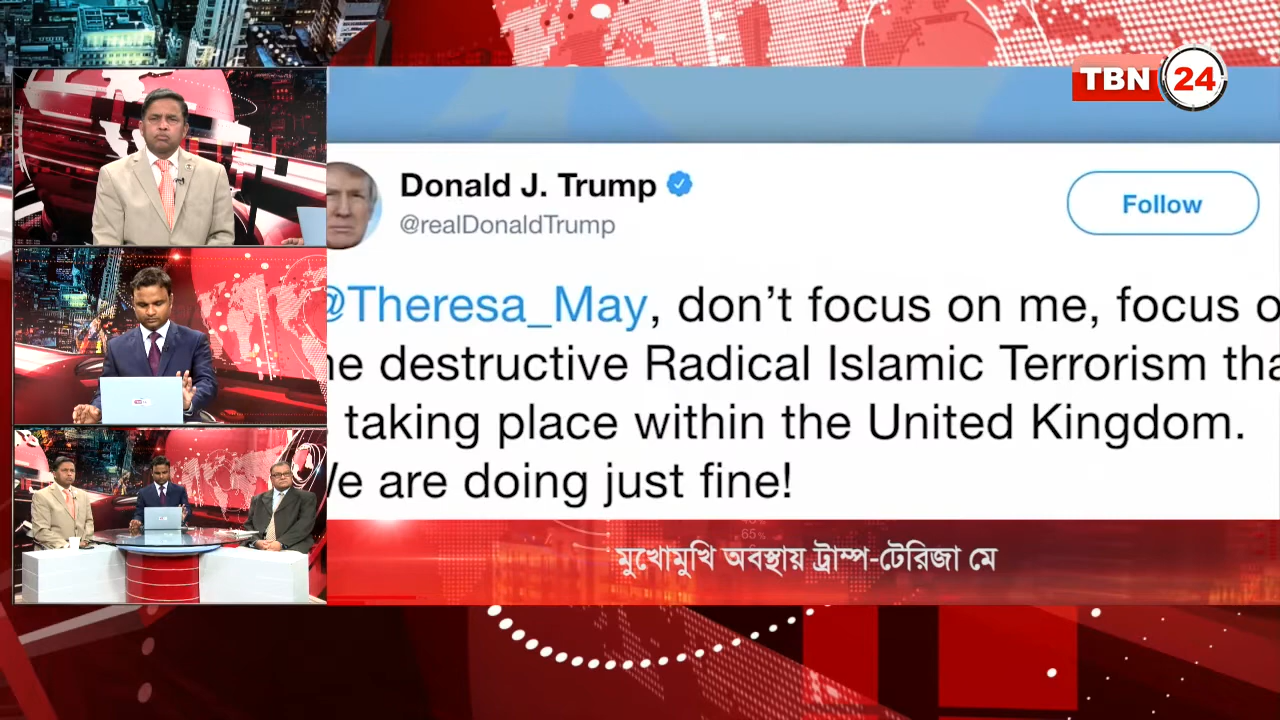 TBN 24
Donald J. Trump
@realDonaldTrump
Follow
@Theresa_May, don’t focus on me, focus
destructive Radical Islamic Terrorism
taking place within the United Kingdom.
are doing just fine!
মুখোমুখি অবস্থায় ট্রাম্প-টেরিজা মে